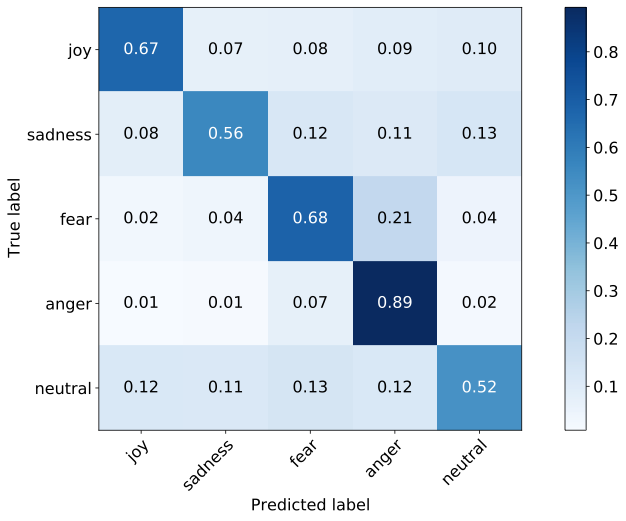 joy 0.67 0.07 0.08 0.09 0.10
sadness 0.08 0.56 0.12 0.11 0.13
fear 0.02 0.04 0.68 0.21 0.04
anger 0.01 0.01 0.07 0.89 0.02
neutral 0.12 0.11 0.13 0.12 0.52
joy sadness fear anger neutral
Predicted label
True label
0.8
0.7
0.6
0.5
0.4
0.3
0.2
0.1